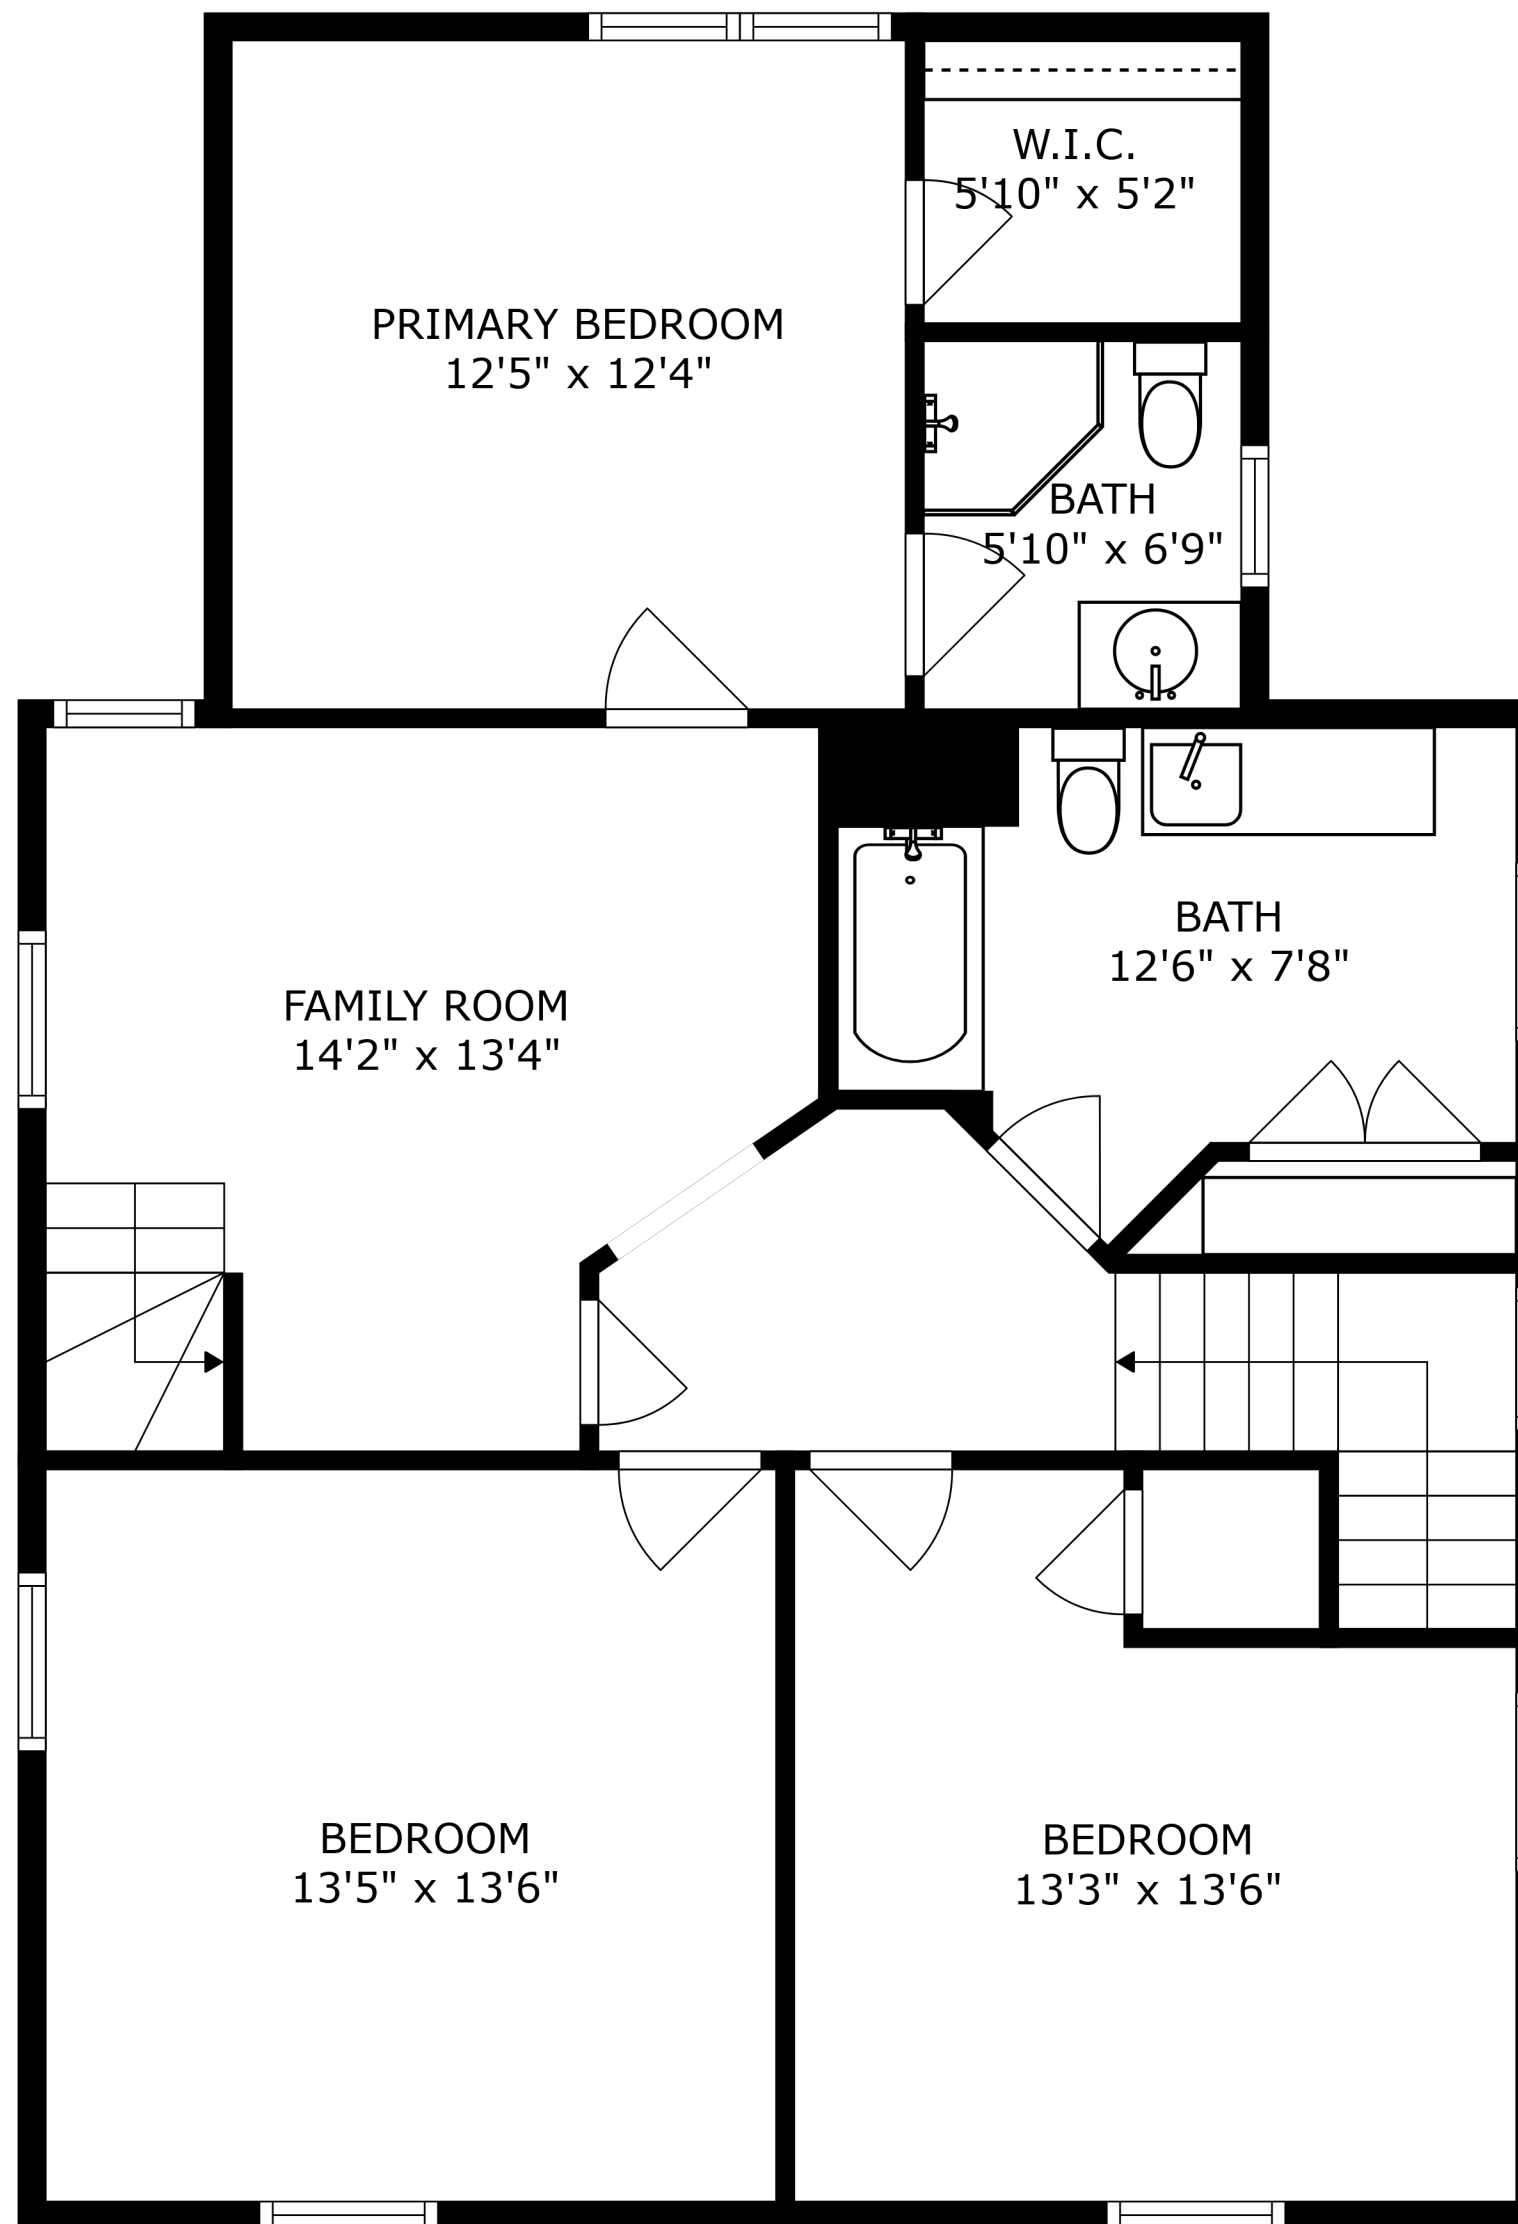 W.I.C.
5'10" x 5'2"
PRIMARY BEDROOM
12'5" x 12'4"
BATH
5'10" x 6'9"
BATH
12'6" x 7'8"
FAMILY ROOM
14'2" x 13'4"
BEDROOM
13'5" x 13'6"
BEDROOM
13'3" x 13'6"